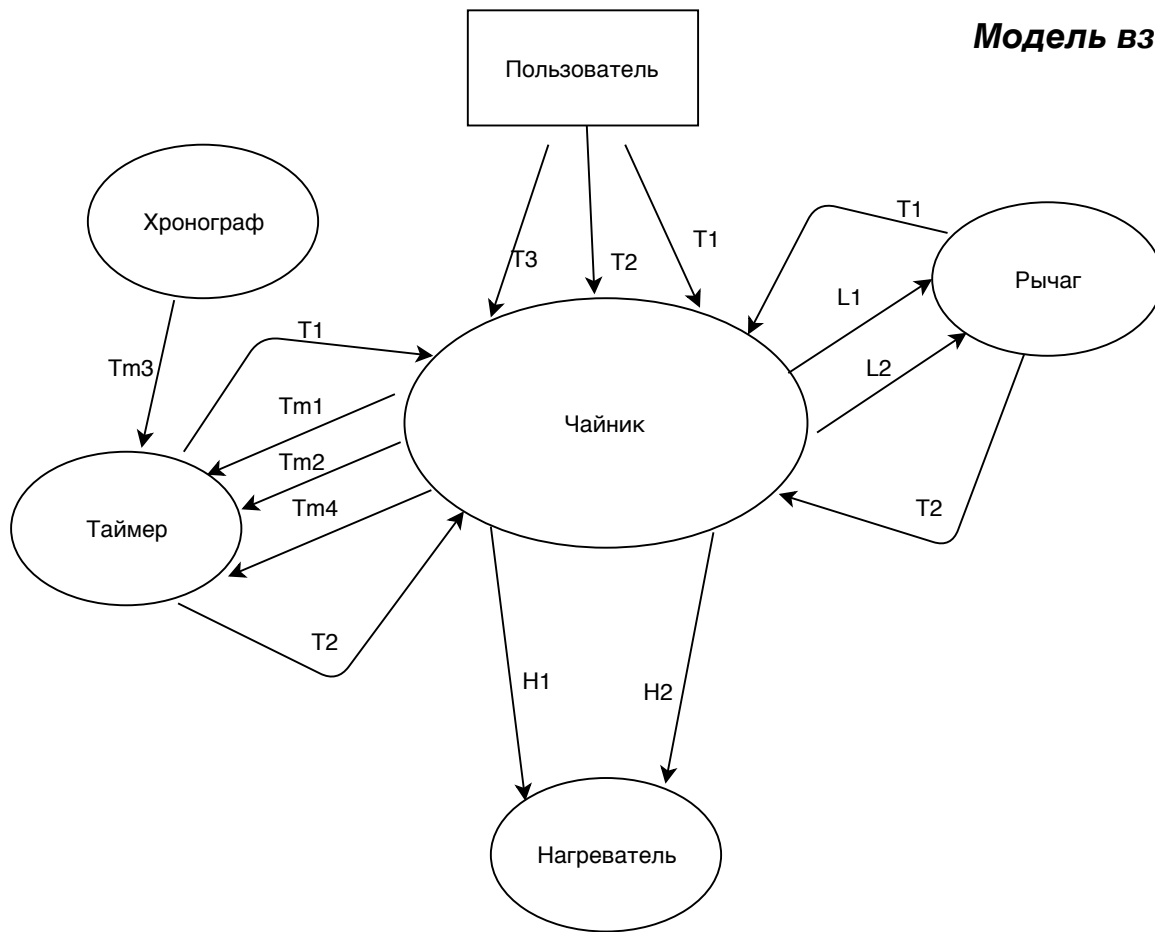 Модель вз
Пользователь
Хронограф
T1
T1
T3
T2
L1
Рычаг
T1
Tm3
L2
Tm1
Чайник
Tm2
Tm4
T2
Таймер
T2
H1
H2
Нагреватель